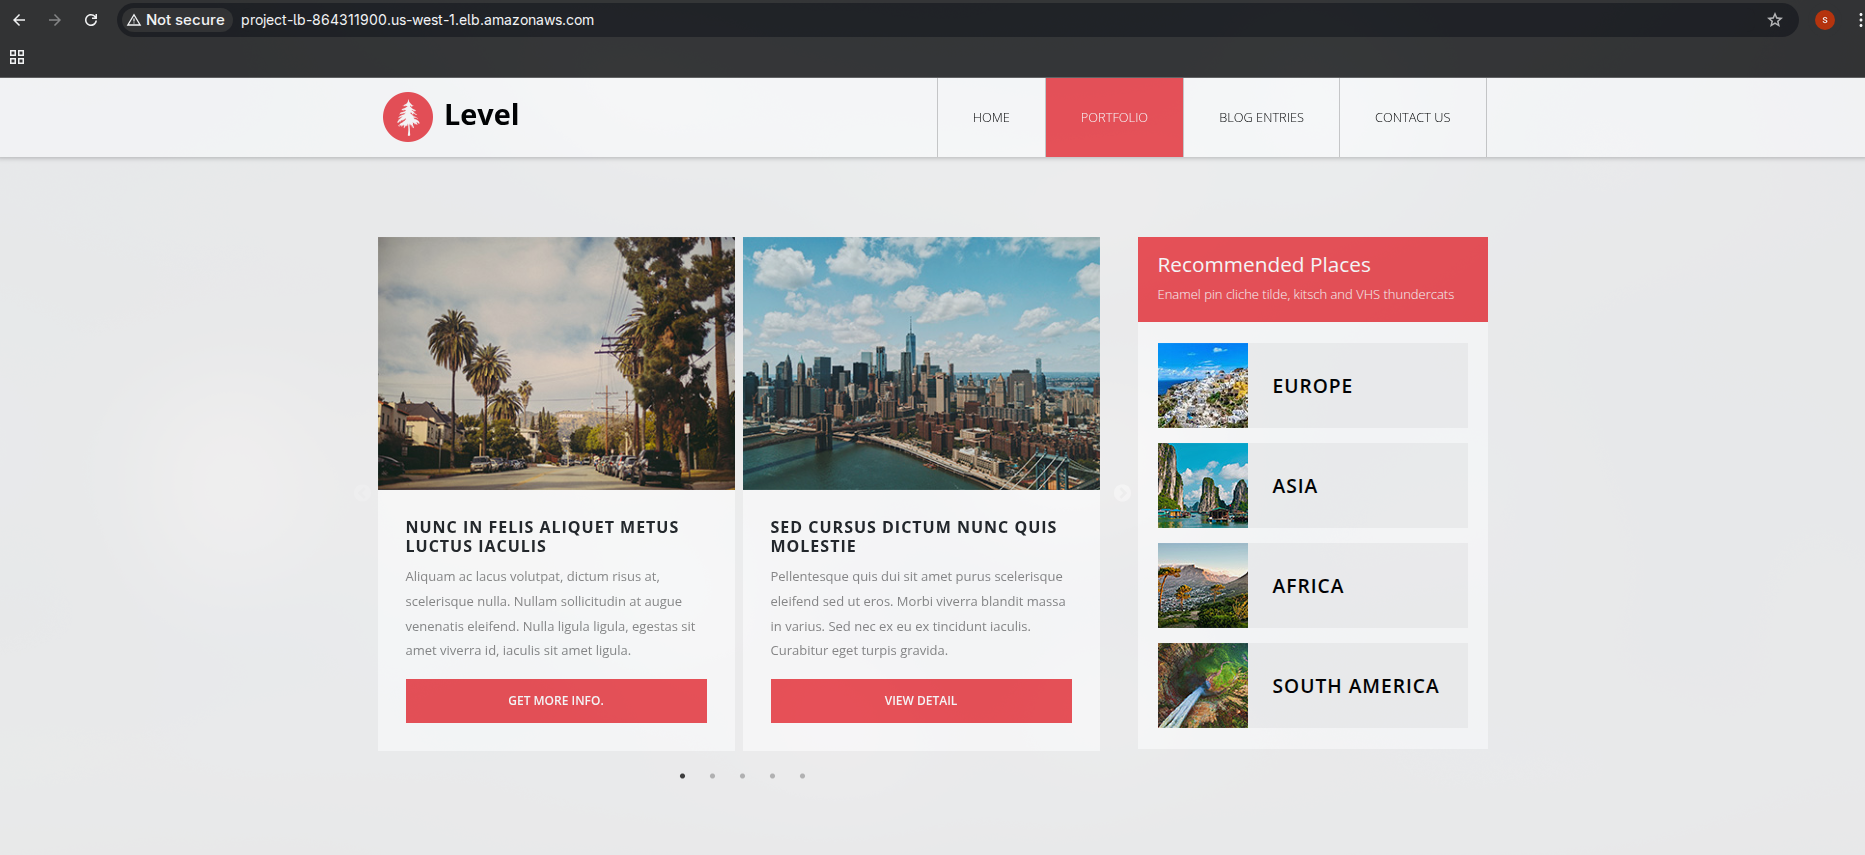 Not secure
project-lb-864311900.us-west-1.elb.amazonaws.com
s
Level
HOME
PORTFOLIO
BLOG ENTRIES
CONTACT US
NUNC IN FELIS ALIQUET METUS
LUCTUS IACULIS
Aliquam ac lacus volutpat, dictum risus at,
scelerisque nulla. Nullam sollicitudin at augue
venenatis eleifend. Nulla ligula ligula, egestas sit
amet viverra id, iaculis sit amet ligula.
GET MORE INFO.
SED CURSUS DICTUM NUNC QUIS
MOLESTIE
Pellentesque quis dui sit amet purus scelerisque
eleifend sed ut eros. Morbi viverra blandit massa
in varius. Sed nec ex eu ex tincidunt iaculis.
Curabitur eget turpis gravida.
VIEW DETAIL
Recommended Places
Enamel pin cliche tilde, kitsch and VHS thundercats
EUROPE
ASIA
AFRICA
SOUTH AMERICA